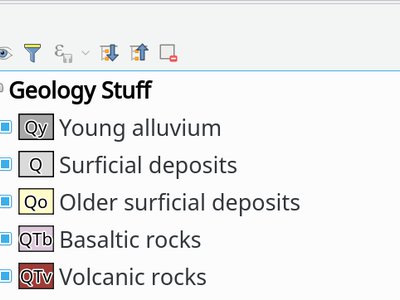 Geology Stuff
Qy Young alluvium
Q Surficial deposits
Qo Older surficial deposits
QTb Basaltic rocks
QTv Volcanic rocks